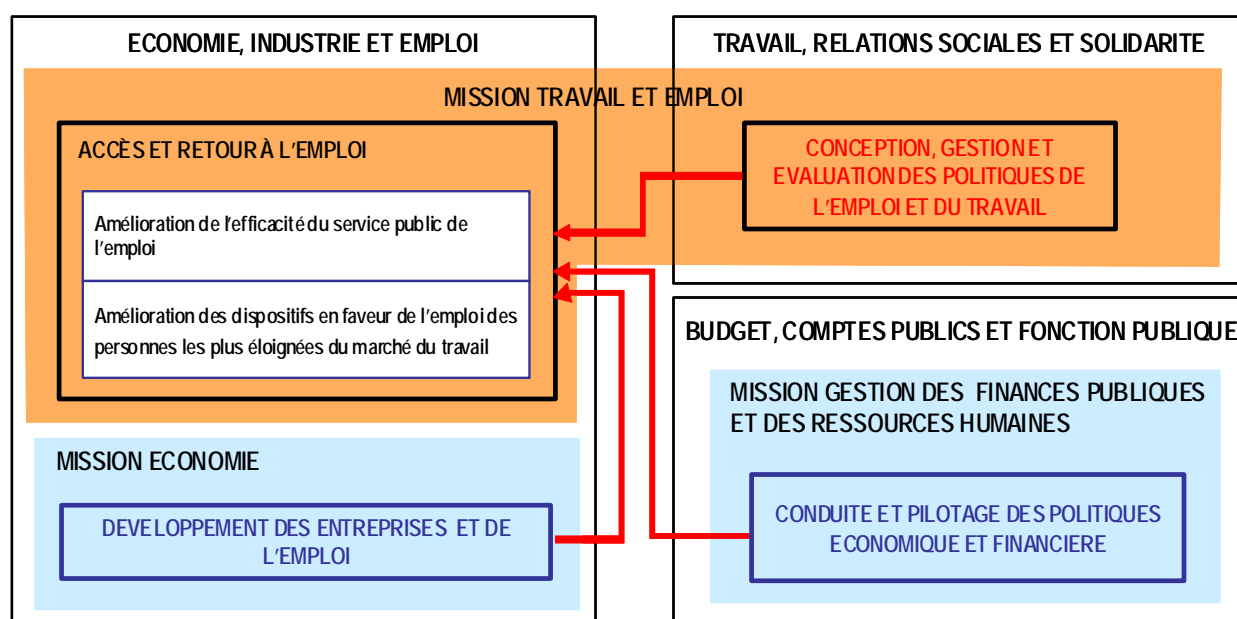 ECONOMIE, INDUSTRIE ET EMPLOI
TRAVAIL, RELATIONS SOCIALES ET SOLIDARITE
MISSION TRAVAIL ET EMPLOI
ACCÈS ET RETOUR À L'EMPLOI
Amélioration de l'efficacité du service public de
l'emploi
Amélioration des dispositifs en faveur de l'emploi des
personnes les plus éloignées du marché du travail
CONCEPTION, GESTION ET
EVALUATION DES POLITIQUES DE
L'EMPLOI ET DU TRAVAIL
MISSION ECONOMIE
DEVELOPPEMENT DES ENTREPRISES ET DE
L'EMPLOI
BUDGET, COMPTES PUBLICS ET FONCTION PUBLIQUE
MISSION GESTION DES FINANCES PUBLIQUES
ET DES RESSOURCES HUMAINES
CONDUITE ET PILOTAGE DES POLITIQUES
ECONOMIQUE ET FINANCIERE